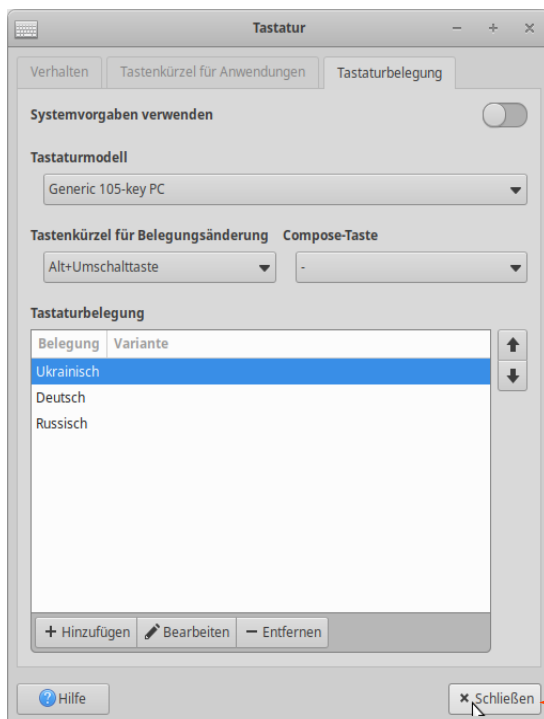 Tastatur
Verhalten Tastenkürzel für Anwendungen Tastaturbelegung
Systemvorgaben verwenden
Tastaturmodell
Generic 105-key PC
Tastenkürzel für Belegungsänderung Compose-Taste
Alt+Umschalttaste -
Tastaturbelegung
Belegung Variante
Ukrainisch
Deutsch
Russisch
Hinzufügen Bearbeiten Entfernen
Hilfe Schließen